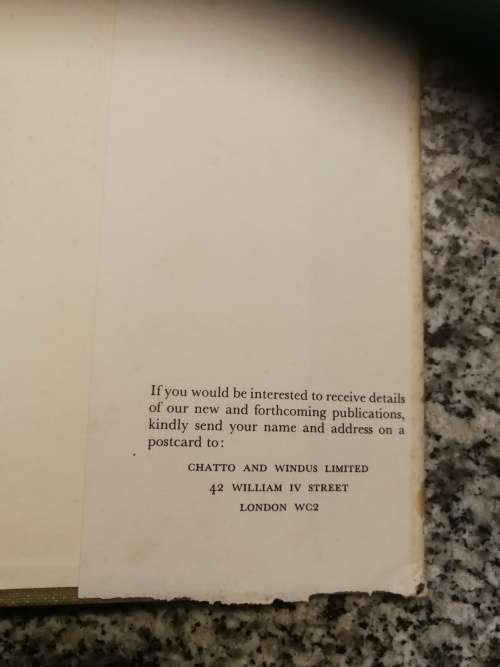 If you would be interested to receive details
of our new and forthcoming publications,
kindly send your name and address on a
postcard to:
CHATTO AND WINDUS LIMITED
42 WILLIAM IV STREET
LONDON WC2